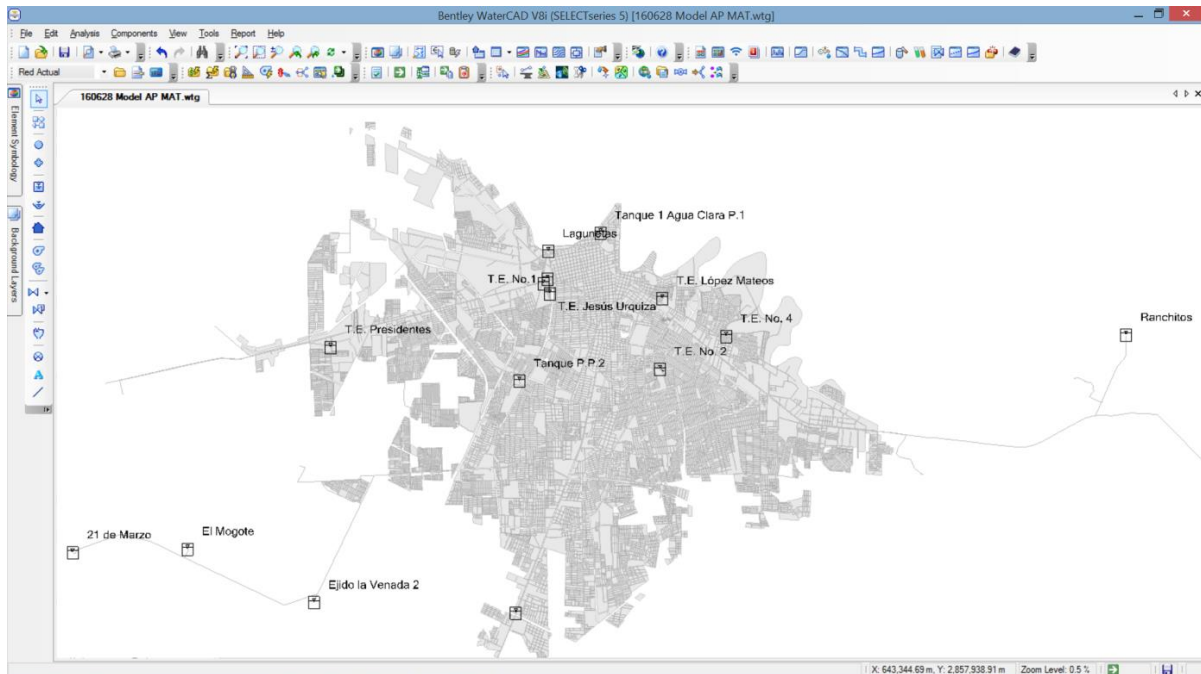 Bentley WaterCAD V8i (SELECTseries 5) [160628 Model AP MAT.wtg]
File Edit Analysis Components View Tools Report Help
Red Actual
160628 Model AP MAT.wtg
Element Symbology
Background Layers
Tanque 1 Agua Clara P.1
Lagunetas
T.E. No.1
T.E. López Mateos
T.E. Jesús Urquiza
T.E. No. 4
Ranchitos
T.E. Presidentes
T.E. No. 2
Tanque P P.2
21 de Marzo
El Mogote
Ejido la Venada 2
X: 643,344.69 m, Y: 2,857,938.91 m Zoom Level: 0.5 %